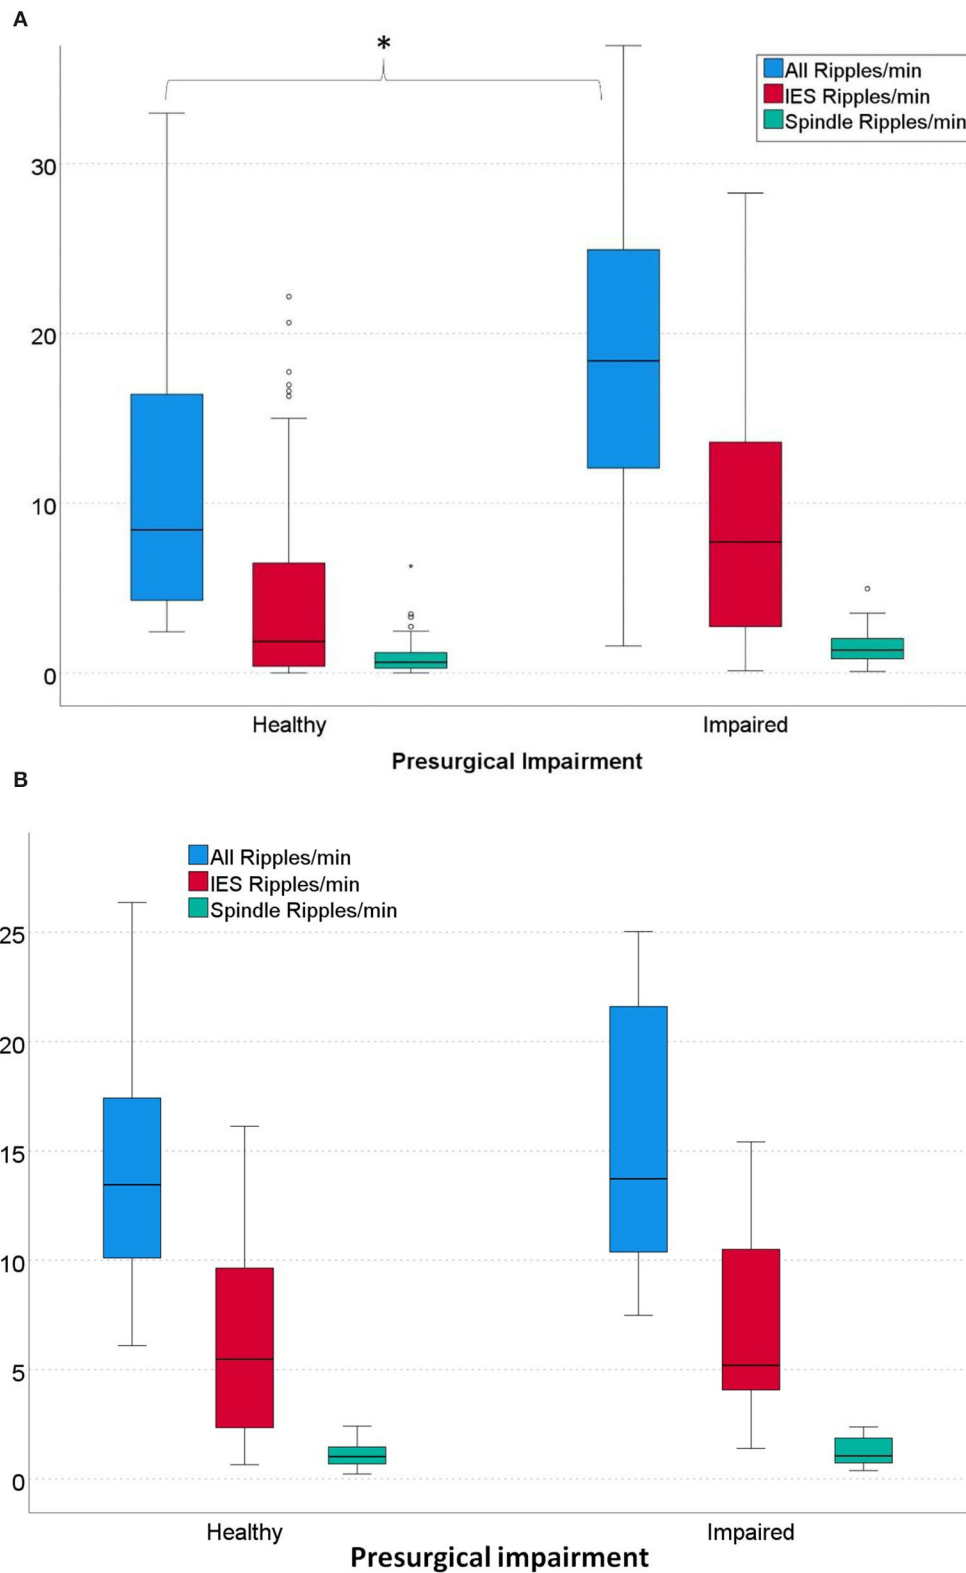 A
*
All Ripples/min
IES Ripples/min
Spindle Ripples/min
30
20
10
0
Healthy
Impaired
Presurgical Impairment
B
All Ripples/min
IES Ripples/min
Spindle Ripples/min
25
20
15
10
5
0
Healthy
Impaired
Presurgical impairment